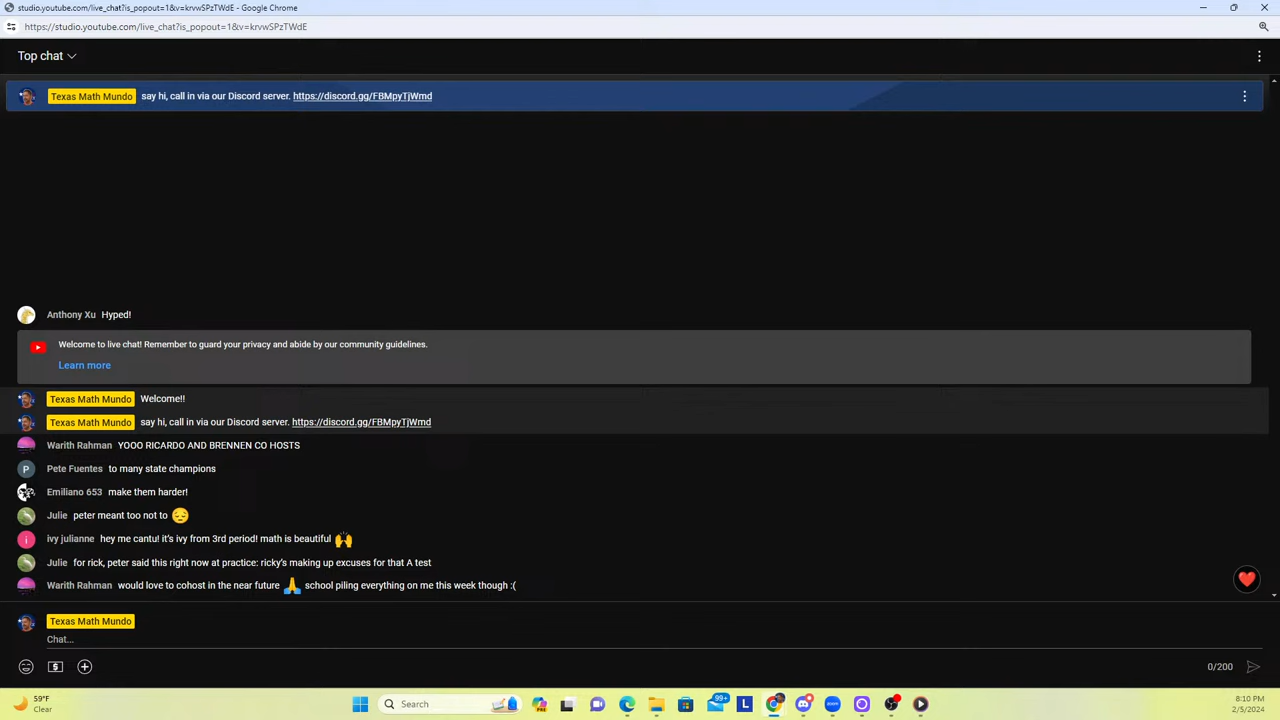 studio.youtube.com/live_chat?is_popout=1&v=krvwSPzTWdE - Google Chrome
https://studio.youtube.com/live_chat?is_popout=1&v=krvwSPzTWdE
Top chat
Texas Math Mundo say hi, call in via our Discord server. https://discord.gg/FBMpyTjWmd
Anthony Xu Hyped!
Welcome to live chat! Remember to guard your privacy and abide by our community guidelines.
Learn more
Texas Math Mundo Welcome!!
Texas Math Mundo say hi, call in via our Discord server. https://discord.gg/FBMpyTjWmd
Warith Rahman YOOO RICARDO AND BRENNEN CO HOSTS
P Pete Fuentes to many state champions
Emiliano 653 make them harder!
Julie peter meant too not to 😔
i ivy julianne hey me cantu! it's ivy from 3rd period! math is beautiful 🙌
Julie for rick, peter said this right now at practice: ricky's making up excuses for that A test
Warith Rahman would love to cohost in the near future 🙏 school piling everything on me this week though :(
Texas Math Mundo
Chat...
0/200
59°F
Clear
Search
PRE
99+
L
zoom
8:10 PM
2/5/2024